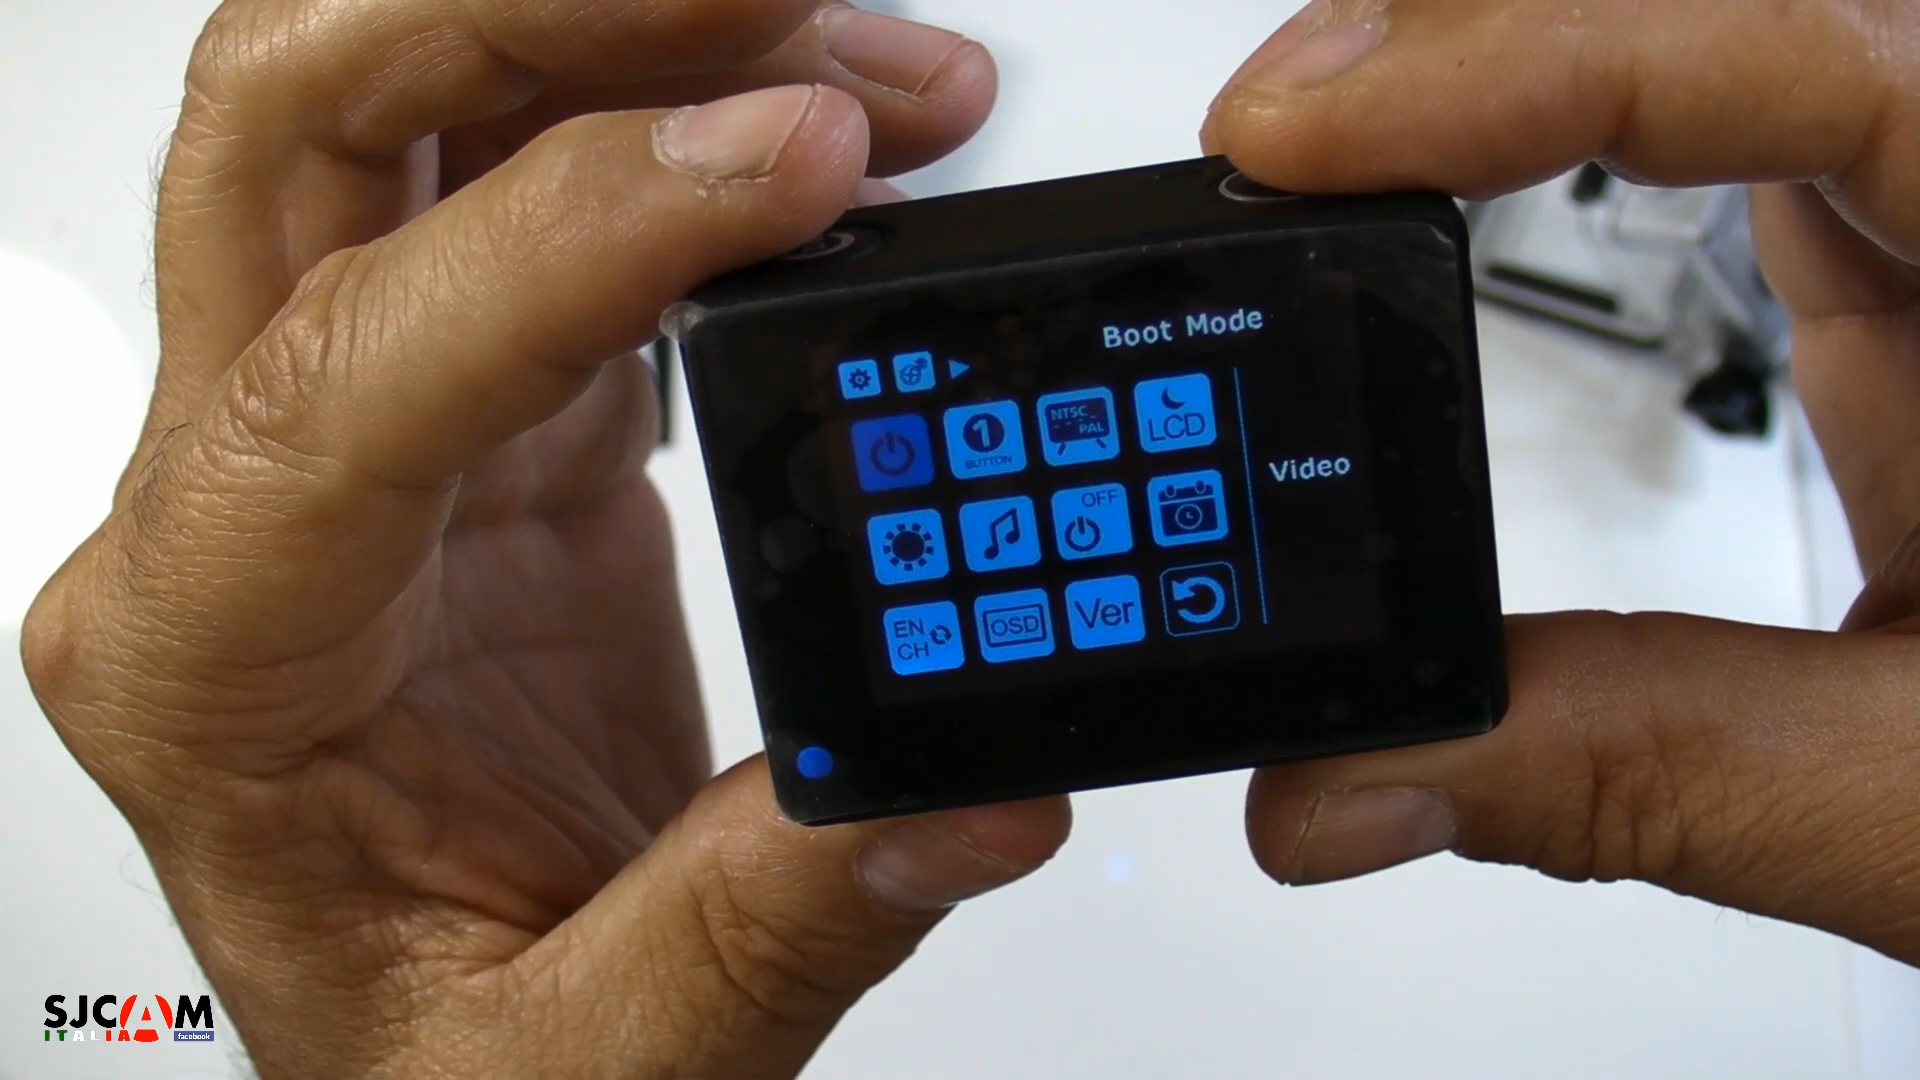 Boot Mode
1
BUTTON
NTSC
PAL
LCD
Video
OFF
EN
CH
OSD
Ver
SJCAM
ITALIA
facebook